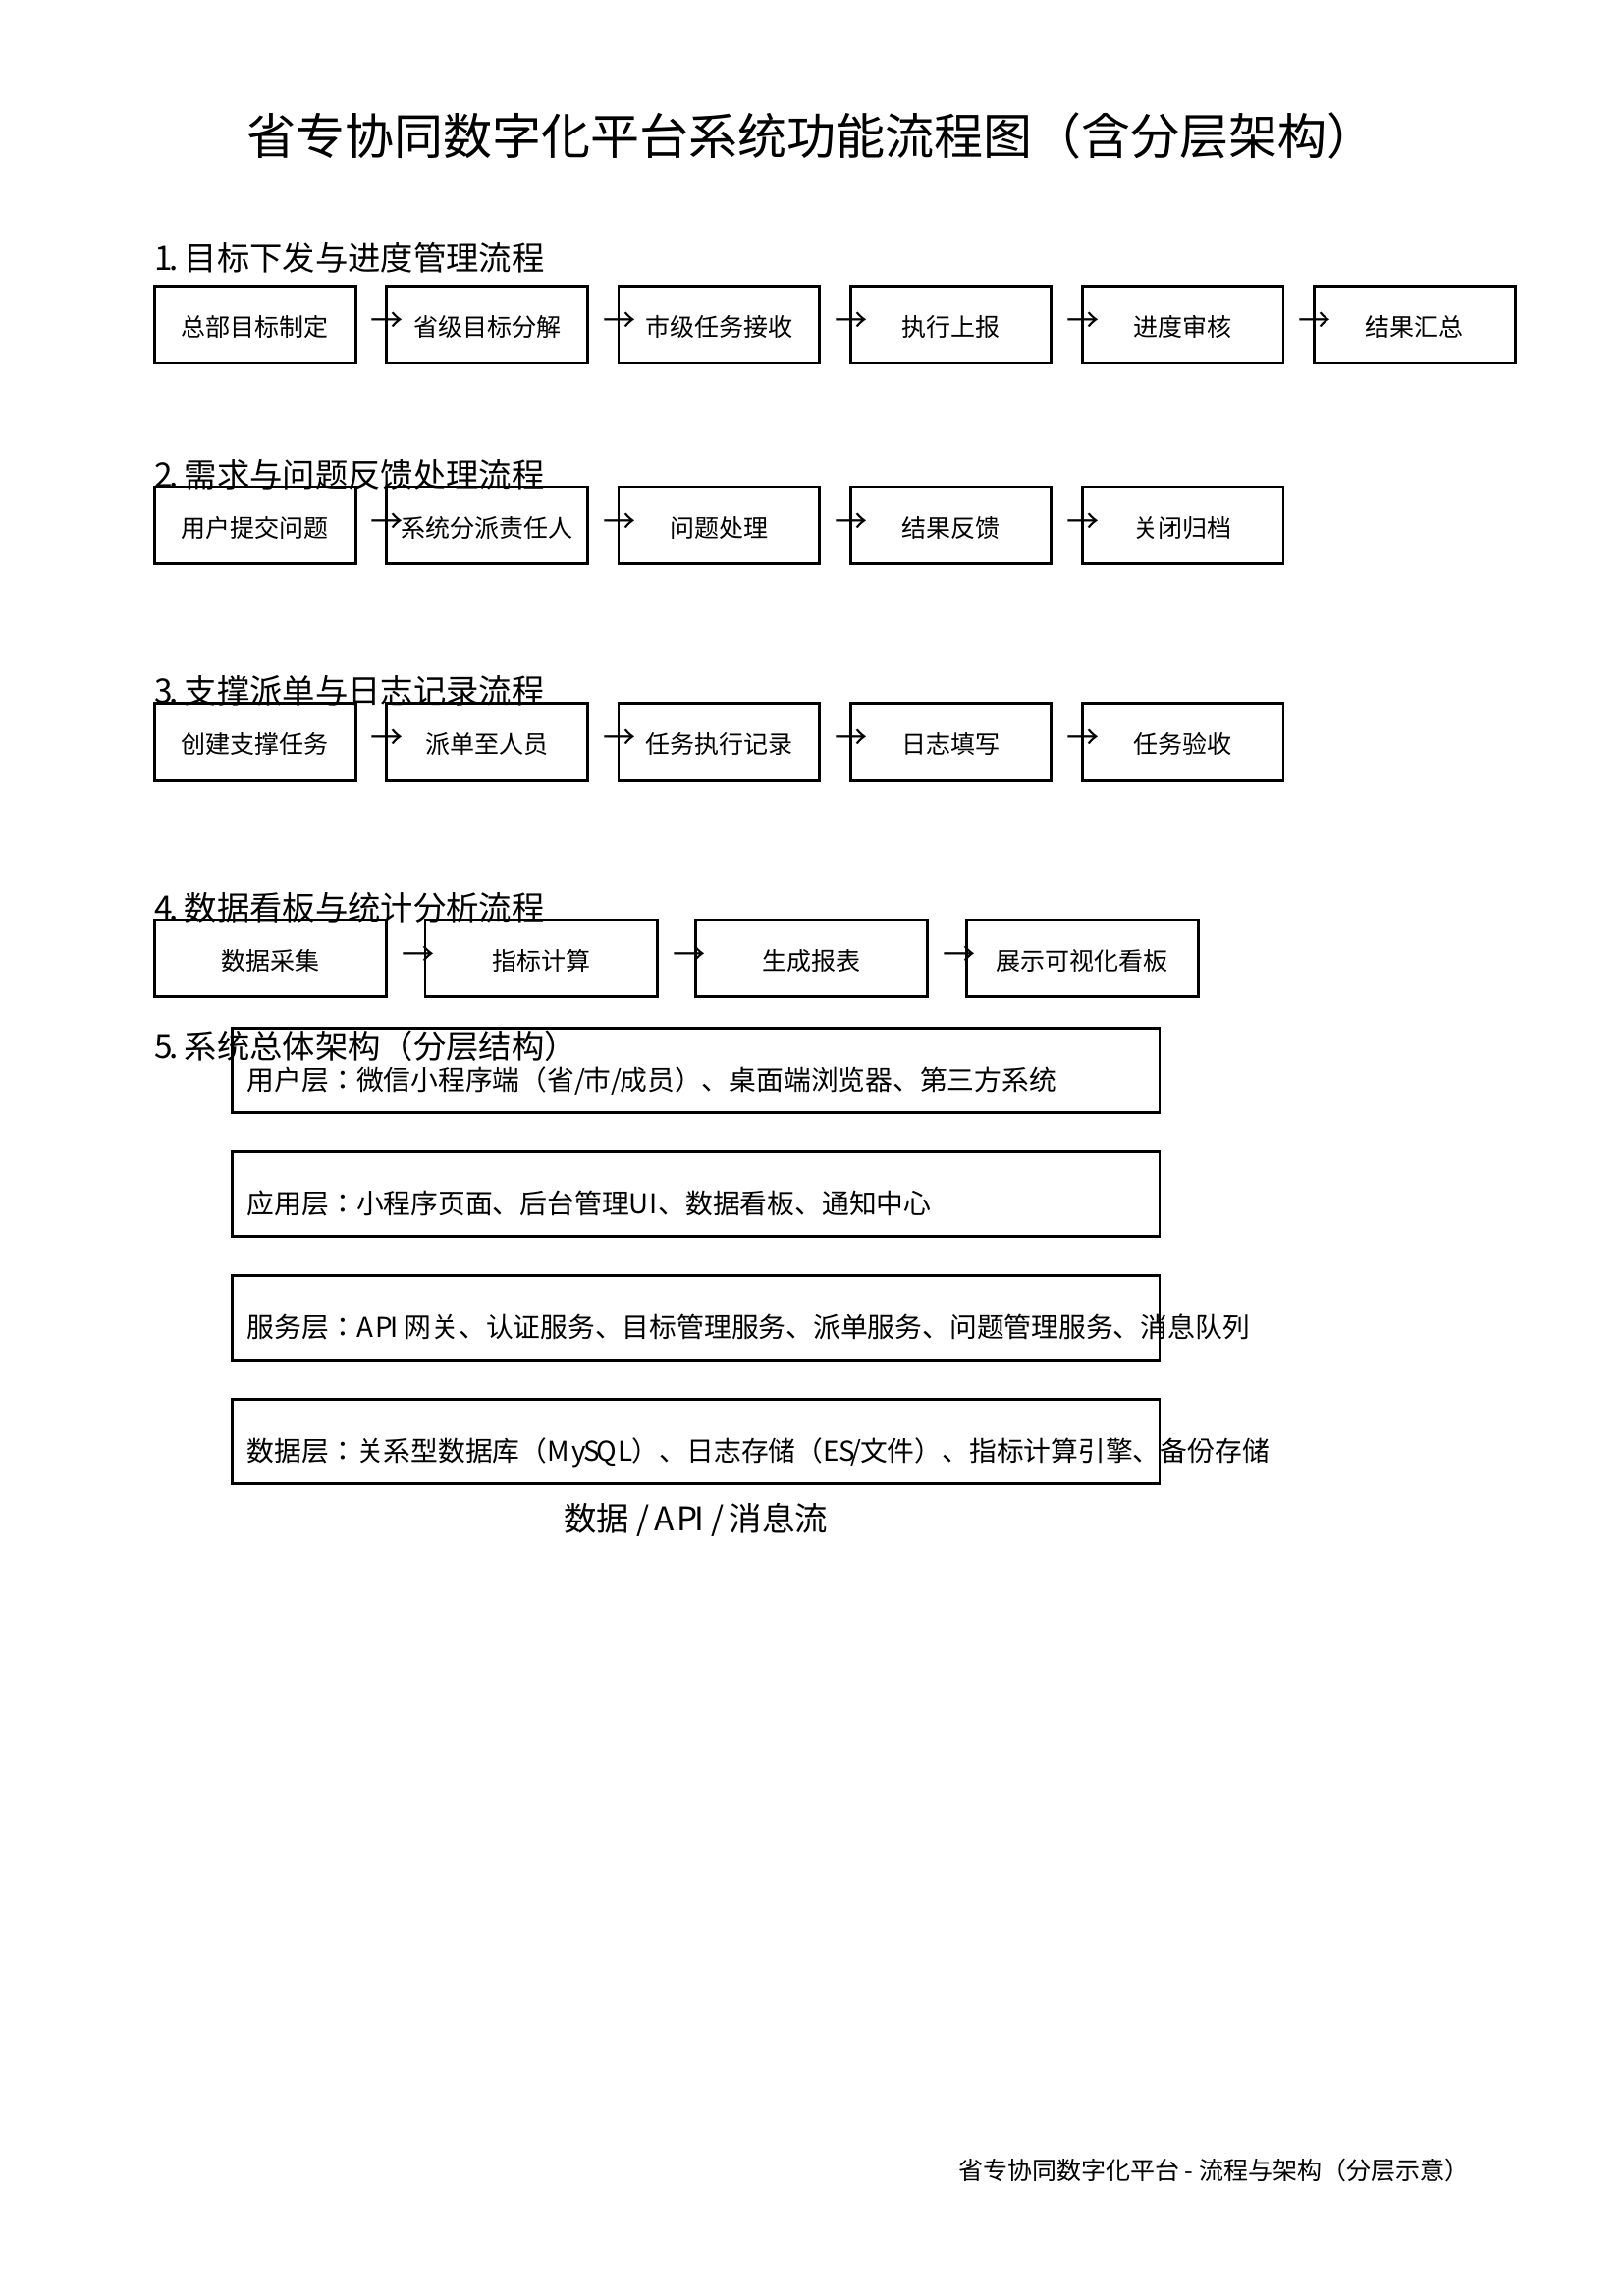 省专协同数字化平台系统功能流程图（含分层架构）
1. 目标下发与进度管理流程
总部目标制定 → 省级目标分解 → 市级任务接收 → 执行上报 → 进度审核 → 结果汇总
2. 需求与问题反馈处理流程
用户提交问题 → 系统分派责任人 → 问题处理 → 结果反馈 → 关闭归档
3. 支撑派单与日志记录流程
创建支撑任务 → 派单至人员 → 任务执行记录 → 日志填写 → 任务验收
4. 数据看板与统计分析流程
数据采集 → 指标计算 → 生成报表 → 展示可视化看板
5. 系统总体架构（分层结构）
用户层：微信小程序端（省/市/成员）、桌面端浏览器、第三方系统
应用层：小程序页面、后台管理UI、数据看板、通知中心
服务层：API 网关、认证服务、目标管理服务、派单服务、问题管理服务、消息队列
数据层：关系型数据库（MySQL）、日志存储（ES/文件）、指标计算引擎、备份存储
数据 / API / 消息流
省专协同数字化平台 - 流程与架构（分层示意）